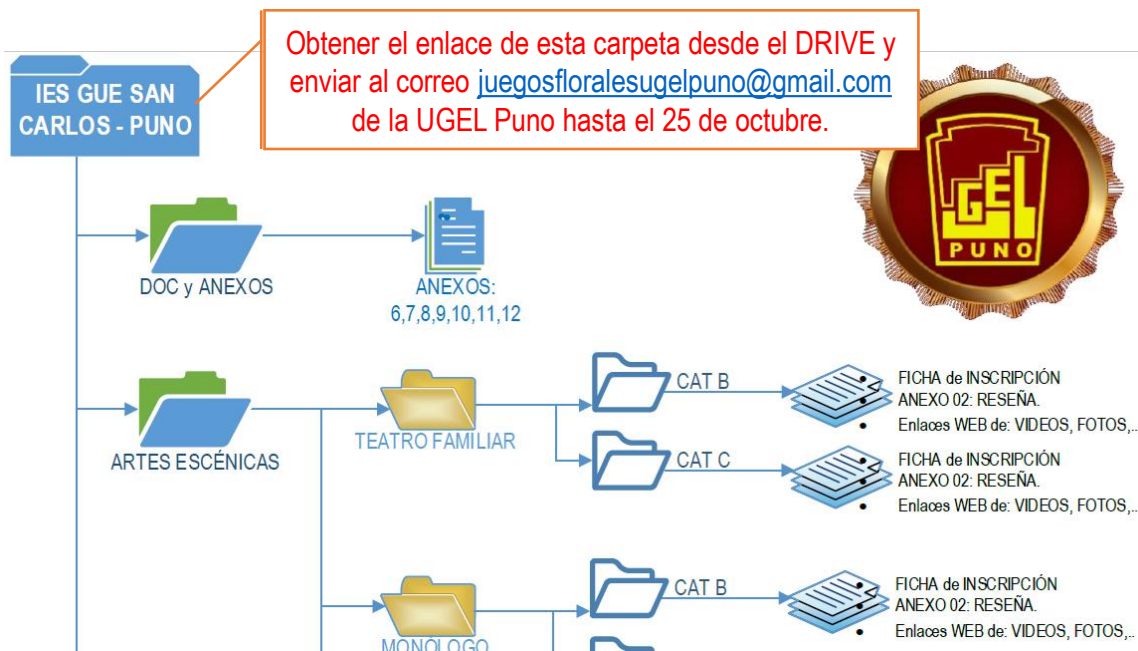 Obtener el enlace de esta carpeta desde el DRIVE y
enviar al correo juegosfloralesugelpuno@gmail.com
de la UGEL Puno hasta el 25 de octubre.
IES GUE SAN
CARLOS - PUNO
UGEL
PUNO
DOC y ANEXOS
ANEXOS:
6,7,8,9,10,11,12
ARTES ESCÉNICAS
TEATRO FAMILIAR
CAT B
FICHA de INSCRIPCIÓN
ANEXO 02: RESEÑA.
Enlaces WEB de: VIDEOS, FOTOS,..
CAT C
FICHA de INSCRIPCIÓN
ANEXO 02: RESEÑA.
Enlaces WEB de: VIDEOS, FOTOS,..
MONÓLOGO
CAT B
FICHA de INSCRIPCIÓN
ANEXO 02: RESEÑA.
Enlaces WEB de: VIDEOS, FOTOS,..